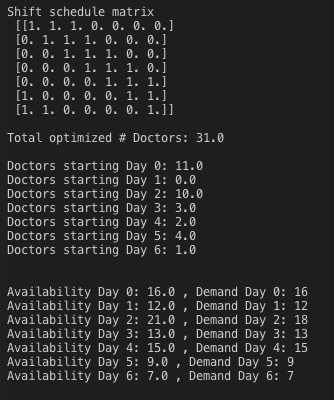 Shift schedule matrix
[[1. 1. 1. 0. 0. 0. 0.]
[0. 1. 1. 1. 0. 0. 0.]
[0. 0. 1. 1. 1. 0. 0.]
[0. 0. 0. 1. 1. 1. 0.]
[0. 0. 0. 0. 1. 1. 1.]
[1. 0. 0. 0. 0. 1. 1.]
[1. 1. 0. 0. 0. 0. 1.]]
Total optimized # Doctors: 31.0
Doctors starting Day 0: 11.0
Doctors starting Day 1: 0.0
Doctors starting Day 2: 10.0
Doctors starting Day 3: 3.0
Doctors starting Day 4: 2.0
Doctors starting Day 5: 4.0
Doctors starting Day 6: 1.0
Availability Day 0: 16.0 , Demand Day 0: 16
Availability Day 1: 12.0 , Demand Day 1: 12
Availability Day 2: 21.0 , Demand Day 2: 18
Availability Day 3: 13.0 , Demand Day 3: 13
Availability Day 4: 15.0 , Demand Day 4: 15
Availability Day 5: 9.0 , Demand Day 5: 9
Availability Day 6: 7.0 , Demand Day 6: 7